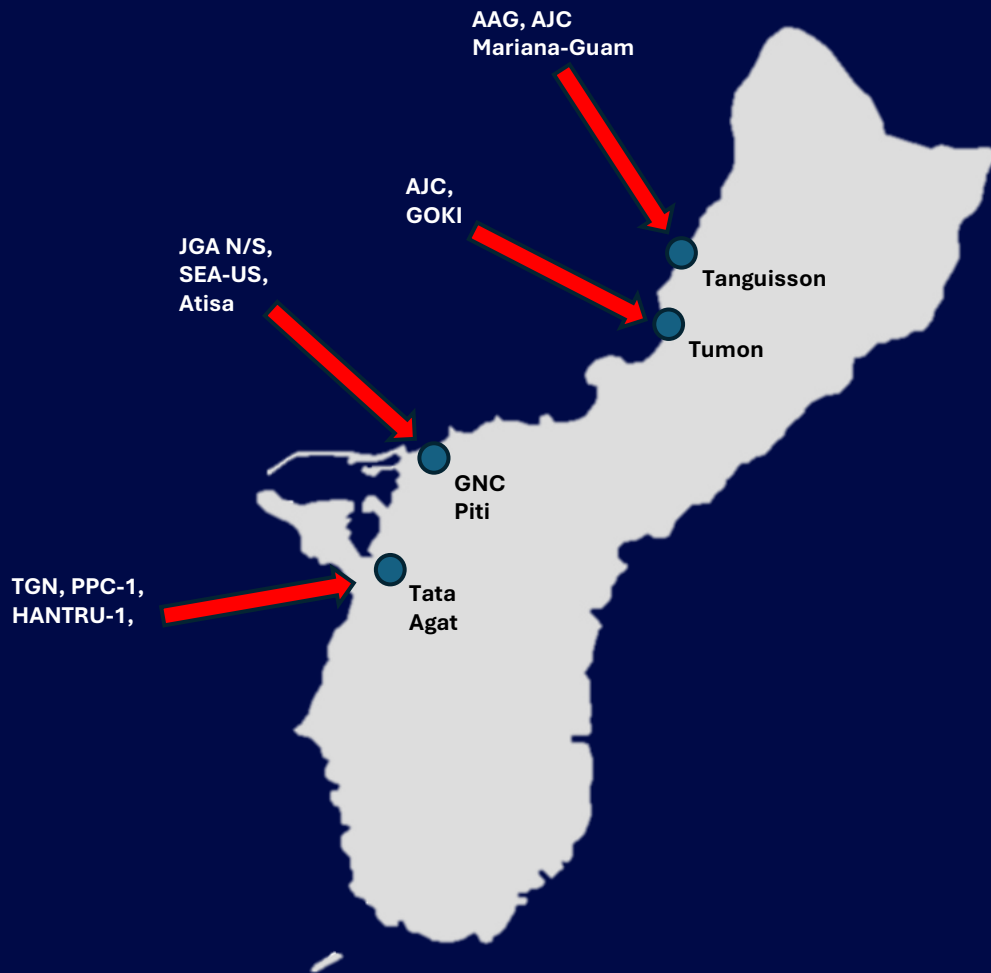 AAG, AJC
Mariana-Guam
AJC,
GOKI
JGA N/S,
SEA-US,
Atisa
Tanguisson
Tumon
GNC
Piti
TGN, PPC-1,
HANTRU-1,
Tata
Agat